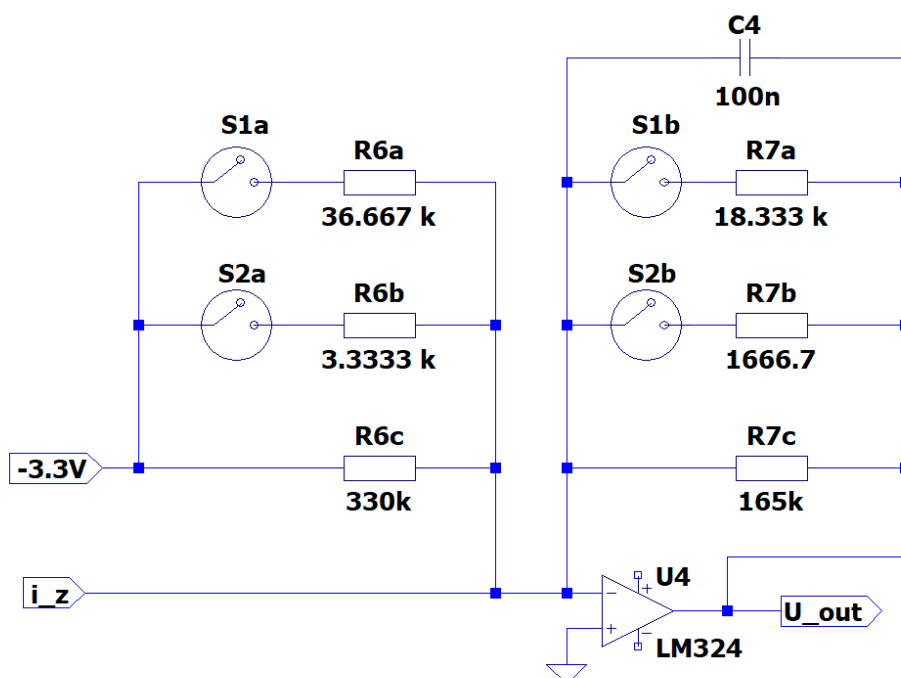 C4
100n
S1a
R6a
36.667 k
S1b
R7a
18.333 k
S2a
R6b
3.3333 k
S2b
R7b
1666.7
-3.3V
R6c
330k
R7c
165k
i_z
U4
LM324
U_out